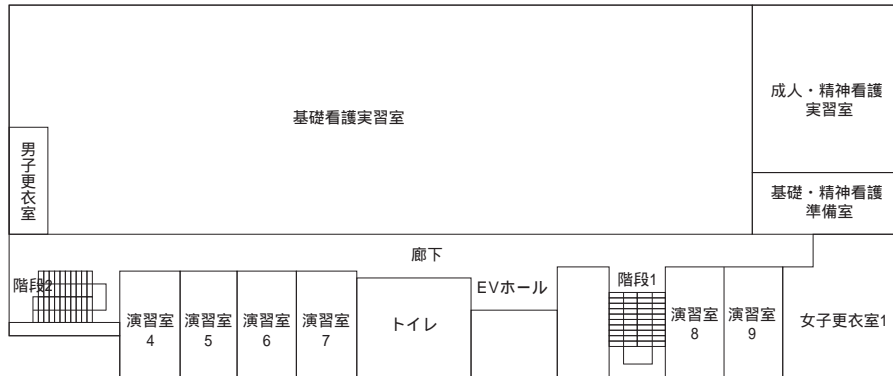 基礎看護実習室
成人・精神看護
実習室
男子更衣室
基礎・精神看護
準備室
廊下
階段2
EVホール
階段1
演習室
4
演習室
5
演習室
6
演習室
7
トイレ
演習室
8
演習室
9
女子更衣室1